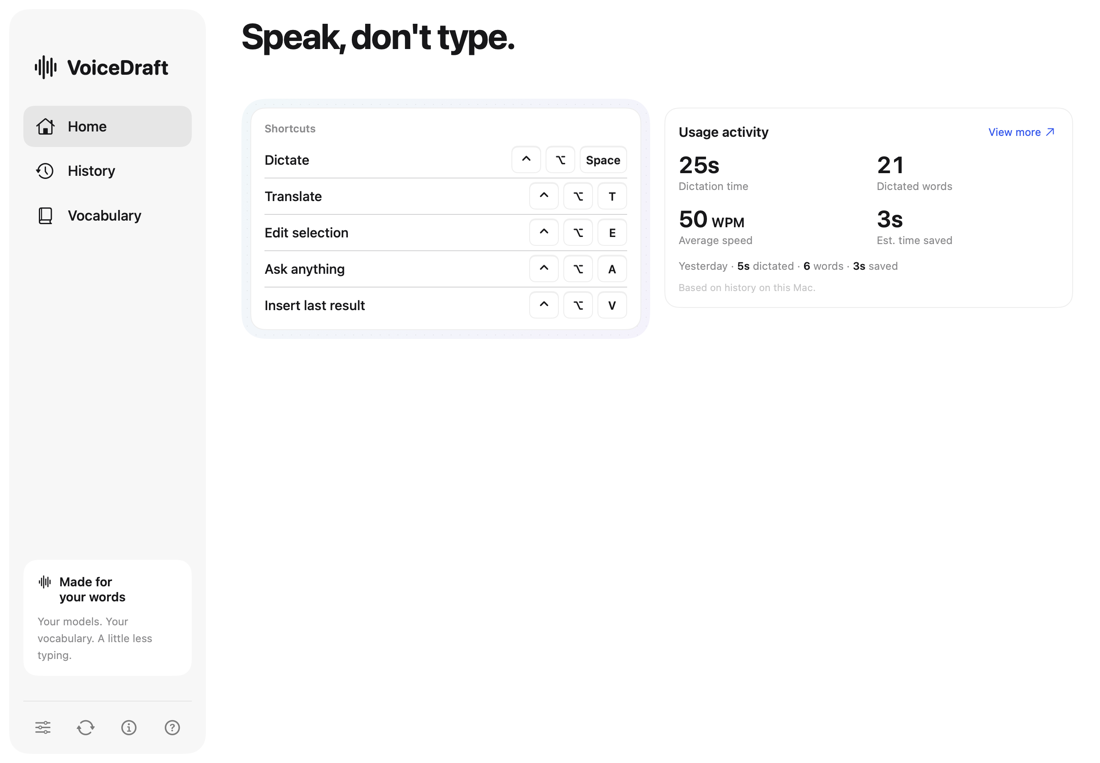 VoiceDraft
Home
History
Vocabulary
Made for
your words
Your models. Your
vocabulary. A little less
typing.
Speak, don't type.
Shortcuts
Dictate ^ ⌥ Space
Translate ^ ⌥ T
Edit selection ^ ⌥ E
Ask anything ^ ⌥ A
Insert last result ^ ⌥ V
Usage activity View more ↗
25s 21
Dictation time Dictated words
50 WPM 3s
Average speed Est. time saved
Yesterday · 5s dictated · 6 words · 3s saved
Based on history on this Mac.